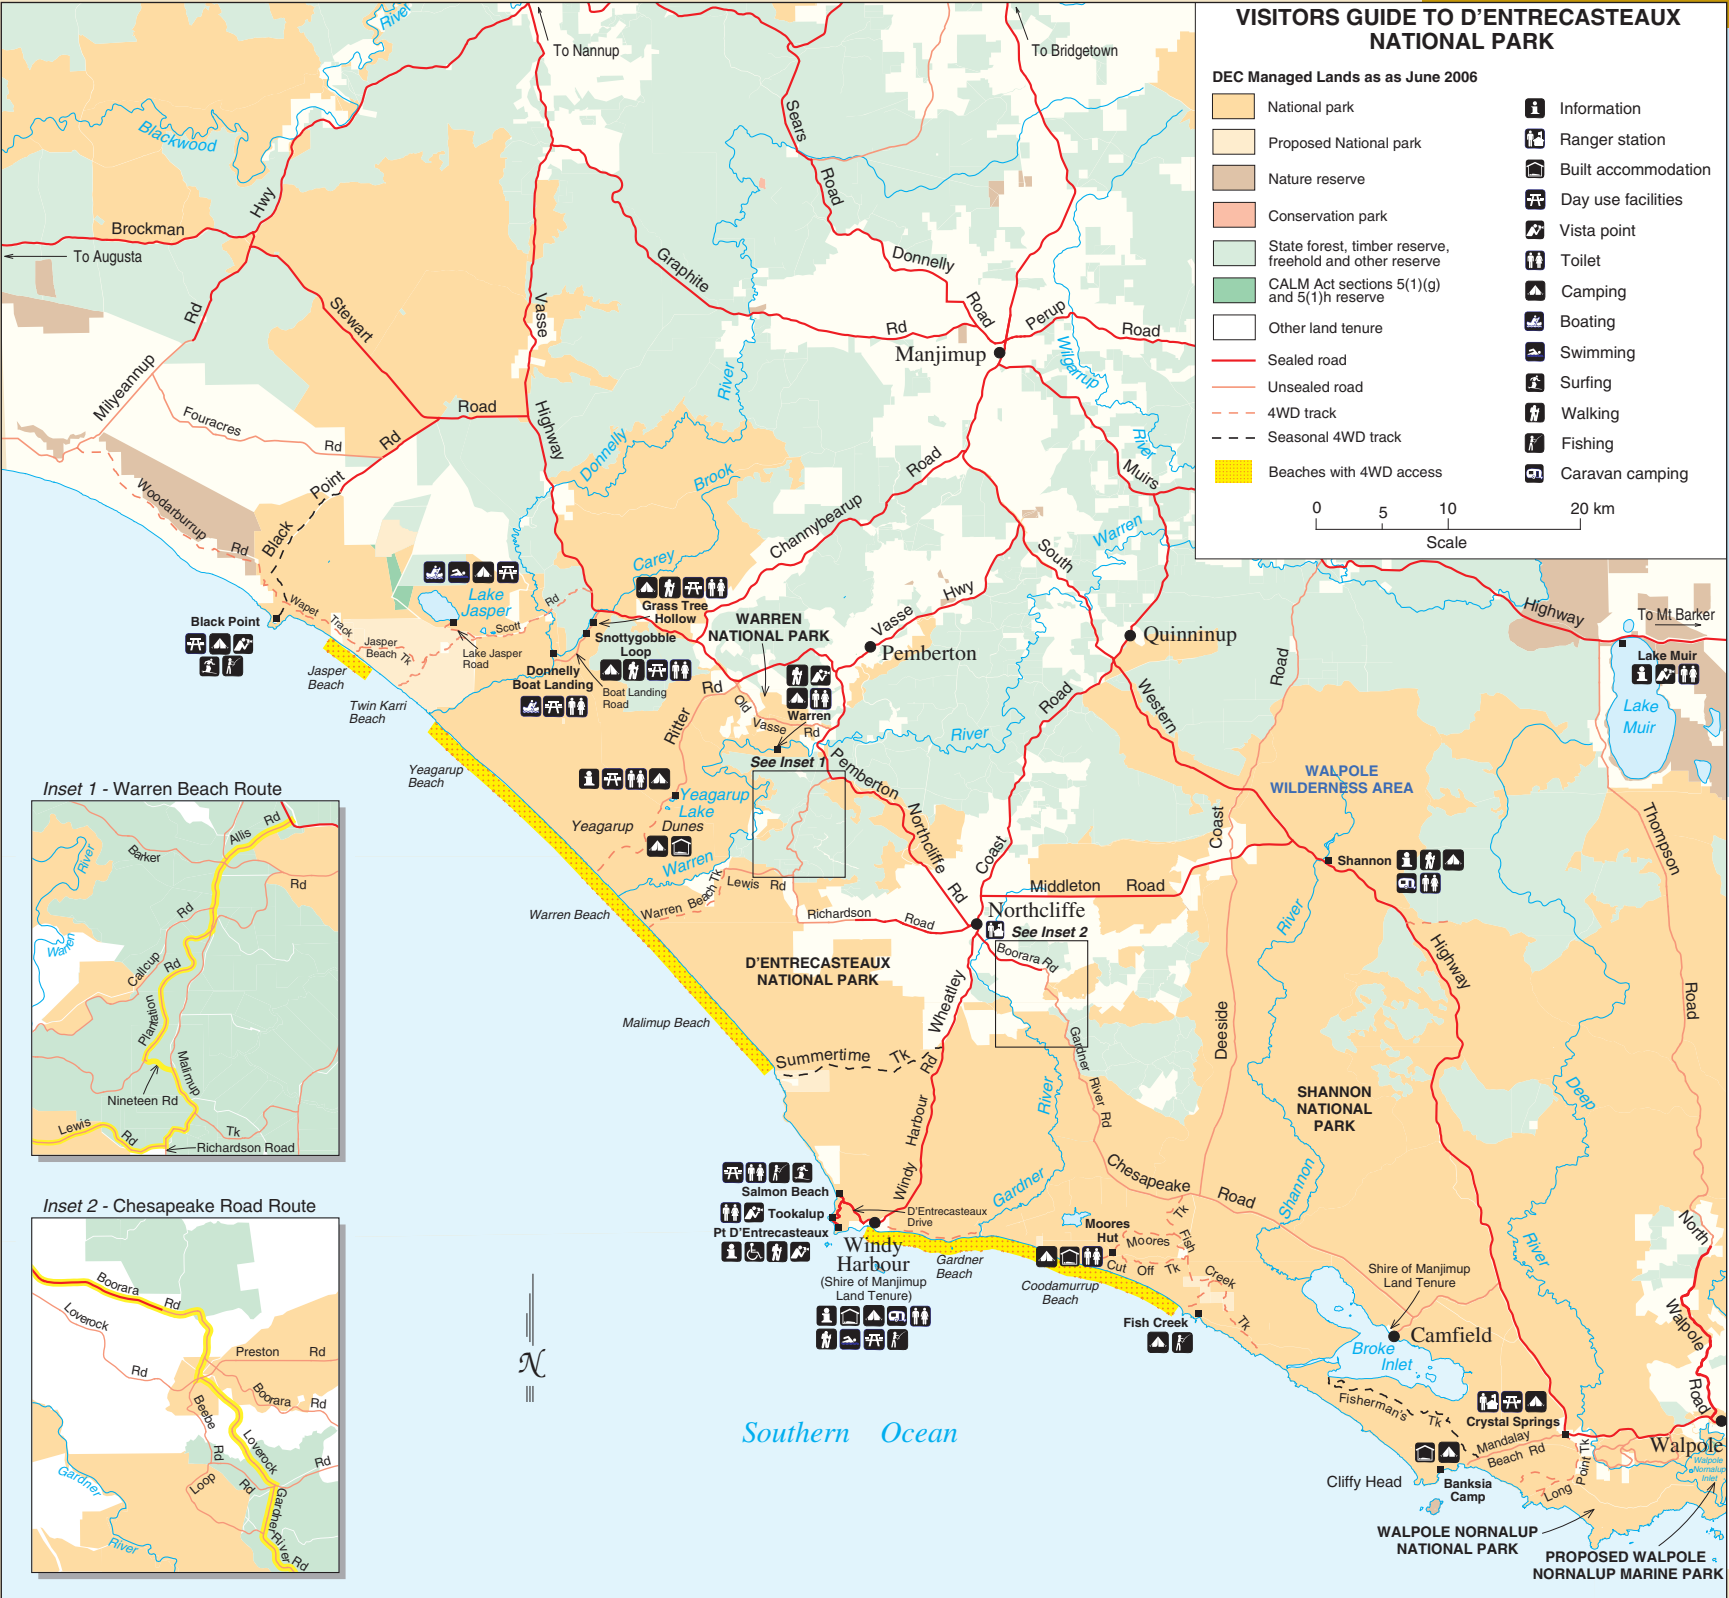 VISITORS GUIDE TO D'ENTRECASTEAUX
NATIONAL PARK
DEC Managed Lands as as June 2006
National park
Proposed National park
Nature reserve
Conservation park
State forest, timber reserve,
freehold and other reserve
CALM Act sections 5(1)(g)
and 5(1)h reserve
Other land tenure
Sealed road
Unsealed road
4WD track
Seasonal 4WD track
Beaches with 4WD access
Information
Ranger station
Built accommodation
Day use facilities
Vista point
Toilet
Camping
Boating
Swimming
Surfing
Walking
Fishing
Caravan camping
0 5 10 20 km
Scale
River
To Nannup
To Bridgetown
Blackwood
Sears
Road
Hwy
Brockman
To Augusta
Rd
Stewart
Road
Vasse
Highway
Graphite
Rd
Donnelly
Road
Perup
Road
Manjimup
Wilgarrup
River
River
Milyeannup
Fouracres
Rd
Rd
Point
Black
Woodarburrup
Rd
Donnelly
Brook
Carey
Channybearup
Road
Muirs
Highway
Warren
South
Western
Highway
Vasse
Hwy
Quinninup
Pemberton
WARREN
NATIONAL PARK
Grass Tree
Hollow
Snottygobble
Loop
Lake
Jasper
Rd
Scott
Lake Jasper
Road
Donnelly
Boat Landing
Boat Landing
Road
Black Point
Wapet
Track
Jasper
Beach Tk
Jasper
Beach
Twin Karri
Beach
Yeagarup
Beach
Ritter
Rd
Old
Vasse
Rd
Warren
See Inset 1
River
Road
Coast
Pemberton
Northcliffe
Rd
Yeagarup
Lake
Yeagarup Dunes
Warren
Warren Beach Tk
Lewis Rd
Richardson Road
Warren Beach
Middleton Road
Northcliffe
See Inset 2
Boorara Rd
D'ENTRECASTEAUX
NATIONAL PARK
Malimup Beach
Summertime Tk
Wheatley
Rd
Harbour
Windy
Gardner River Rd
River
Gardner
Deeside
Coast
Road
WALPOLE
WILDERNESS AREA
To Mt Barker
Lake Muir
Lake
Muir
Thompson
Road
Shannon
River
Shannon
SHANNON
NATIONAL
PARK
Deep
River
Chesapeake Road
Salmon Beach
Tookalup
Pt D'Entrecasteaux
D'Entrecasteaux
Drive
Windy
Harbour
(Shire of Manjimup
Land Tenure)
Gardner
Beach
Coodamurrup
Beach
Moores
Hut
Moores
Cut Off Tk
Tk
Fish
Creek
Tk
Fish Creek
Shire of Manjimup
Land Tenure
Camfield
Broke
Inlet
Fisherman's
Tk
Crystal Springs
Mandalay
Beach Rd
Banksia
Camp
Cliffy Head
Long
Point Tk
North
Walpole
Road
Walpole
Walpole
Nornalup
Inlet
WALPOLE NORNALUP
NATIONAL PARK
PROPOSED WALPOLE
NORNALUP MARINE PARK
Southern Ocean
N
Inset 1 - Warren Beach Route
River
Barker
Rd
Allis
Rd
Rd
Warren
Callcup
Rd
Plantation
Malimup
Tk
Nineteen Rd
Lewis
Rd
Richardson Road
Inset 2 - Chesapeake Road Route
Boorara
Rd
Loverock
Rd
Preston Rd
Boorara Rd
Beebe
Rd
Loverock
Rd
Loop
Rd
Gardner
River
Rd
Gardner
River